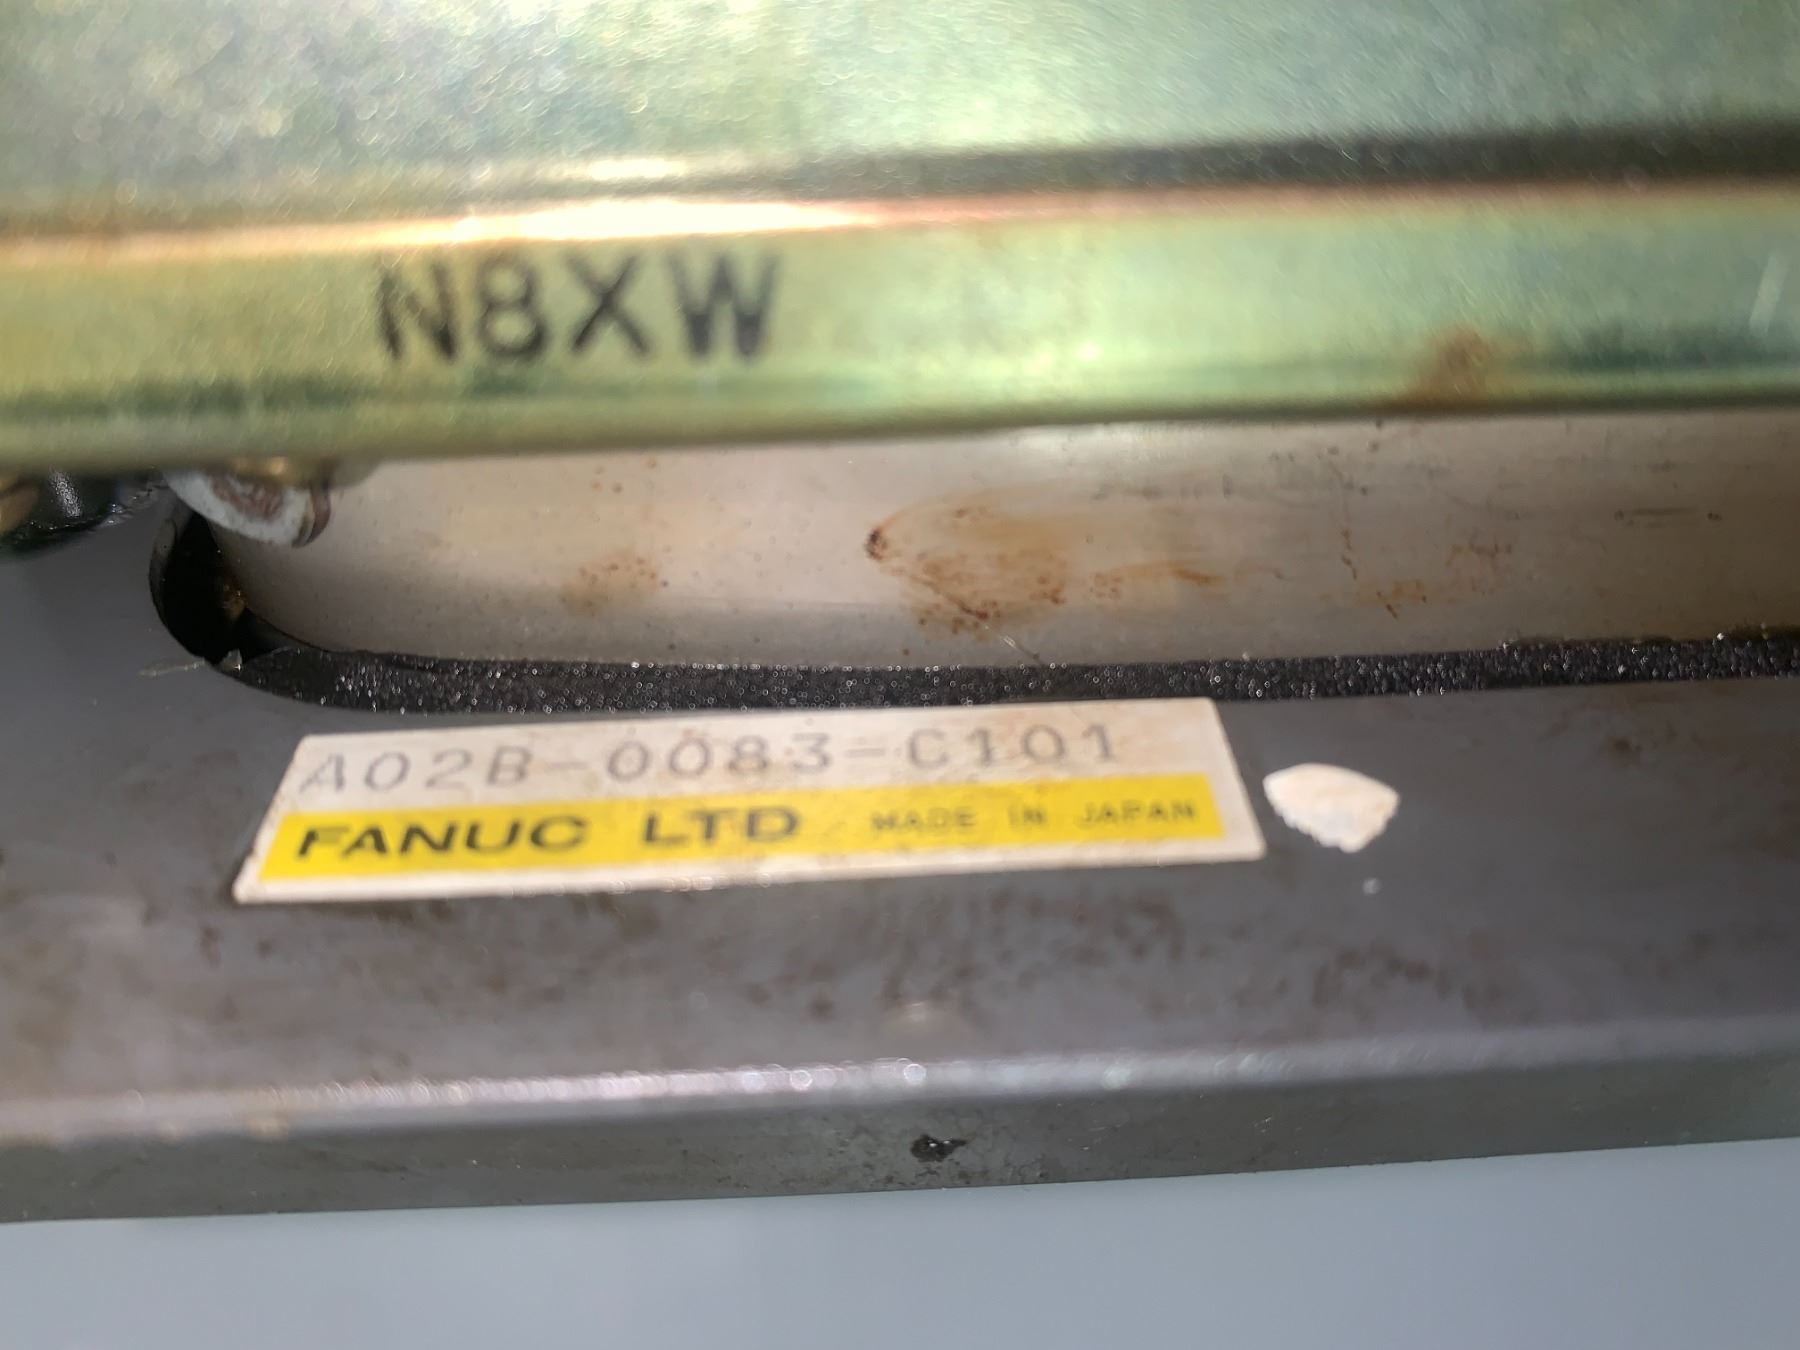 N8XW
A02B-0083-C101
FANUC LTD MADE IN JAPAN